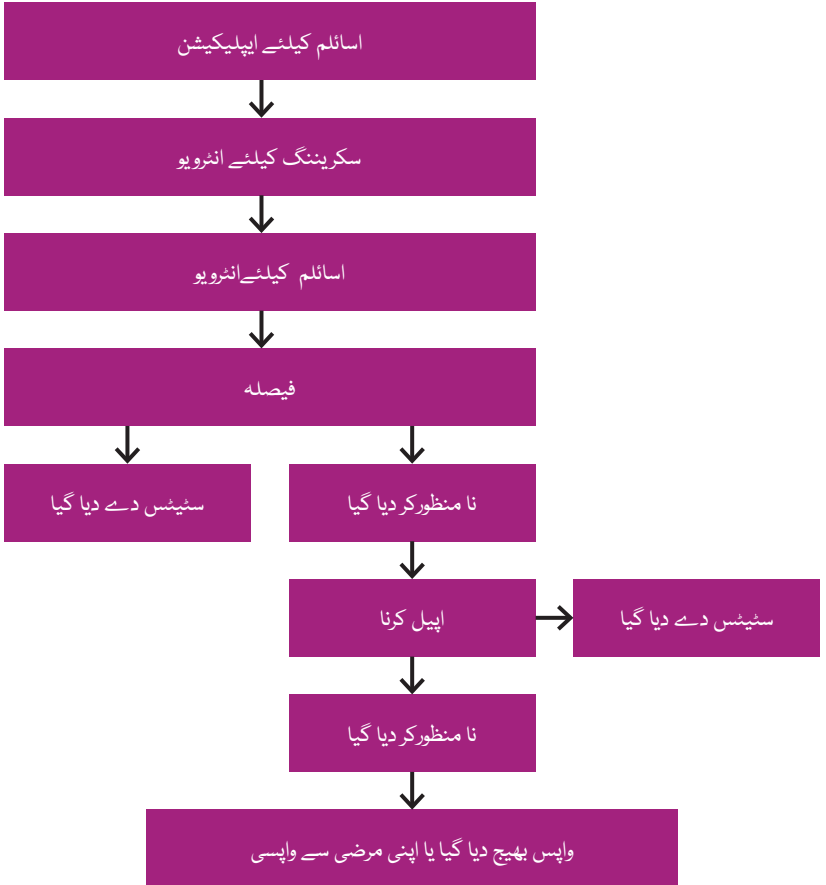 اسائلم کیلئے ایپلیکیشن
سکریننگ کیلئے انٹرویو
اسائلم کیلئےانٹرویو
فیصلہ
نا منظورکر دیا گیا
سٹیٹس دے دیا گیا
اپیل کرنا
سٹیٹس دے دیا گیا
نا منظورکر دیا گیا
واپس بھیج دیا گیا یا اپنی مرضی سے واپسی